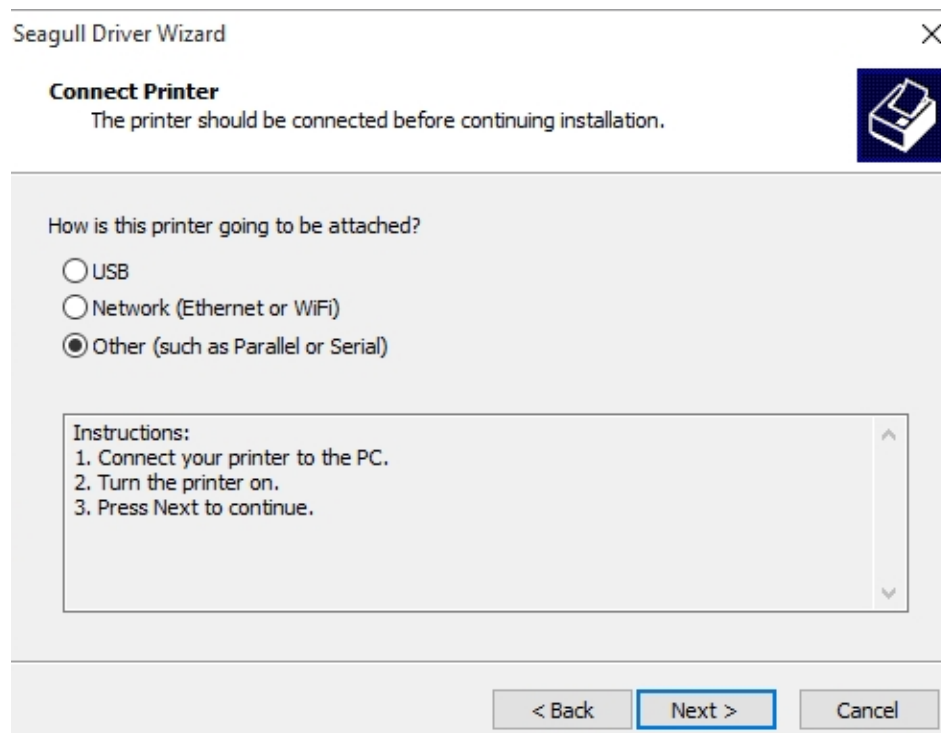 Seagull Driver Wizard
Connect Printer
The printer should be connected before continuing installation.
How is this printer going to be attached?
USB
Network (Ethernet or WiFi)
Other (such as Parallel or Serial)
Instructions:
1. Connect your printer to the PC.
2. Turn the printer on.
3. Press Next to continue.
< Back
Next >
Cancel